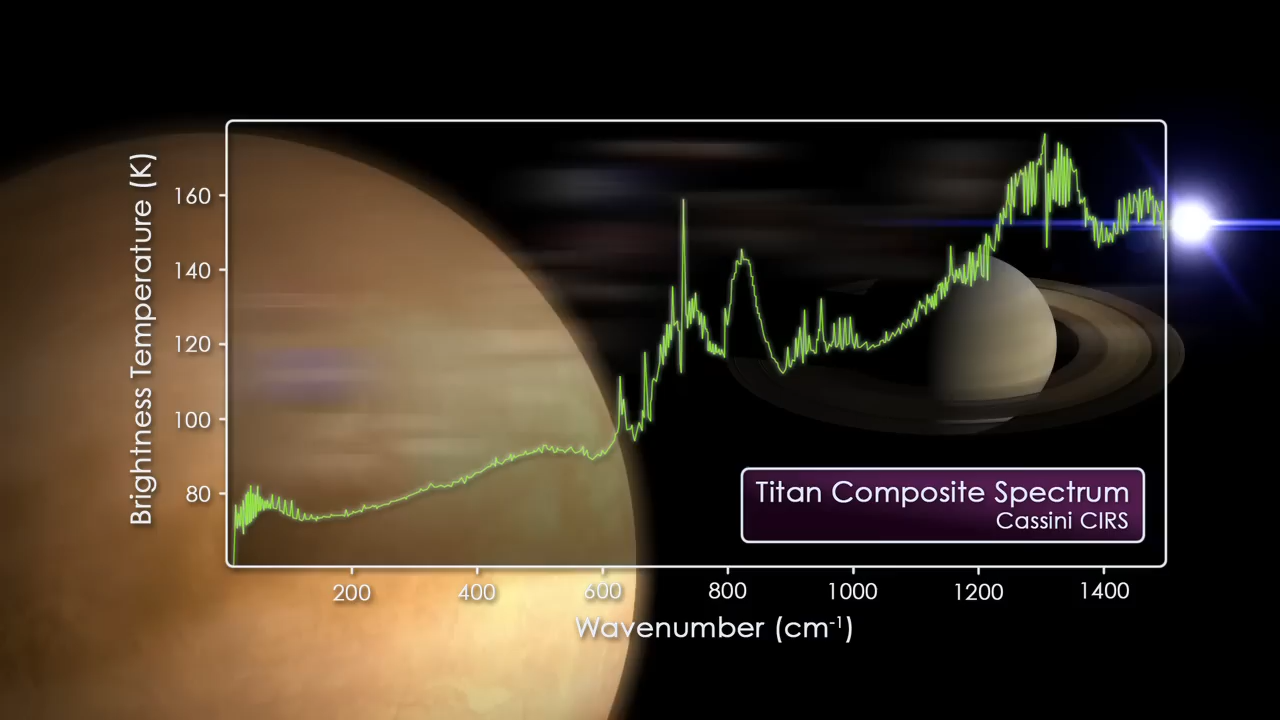 Brightness Temperature (K)
160
140
120
100
80
Titan Composite Spectrum
Cassini CIRS
200 400 600 800 1000 1200 1400
Wavenumber (cm⁻¹)